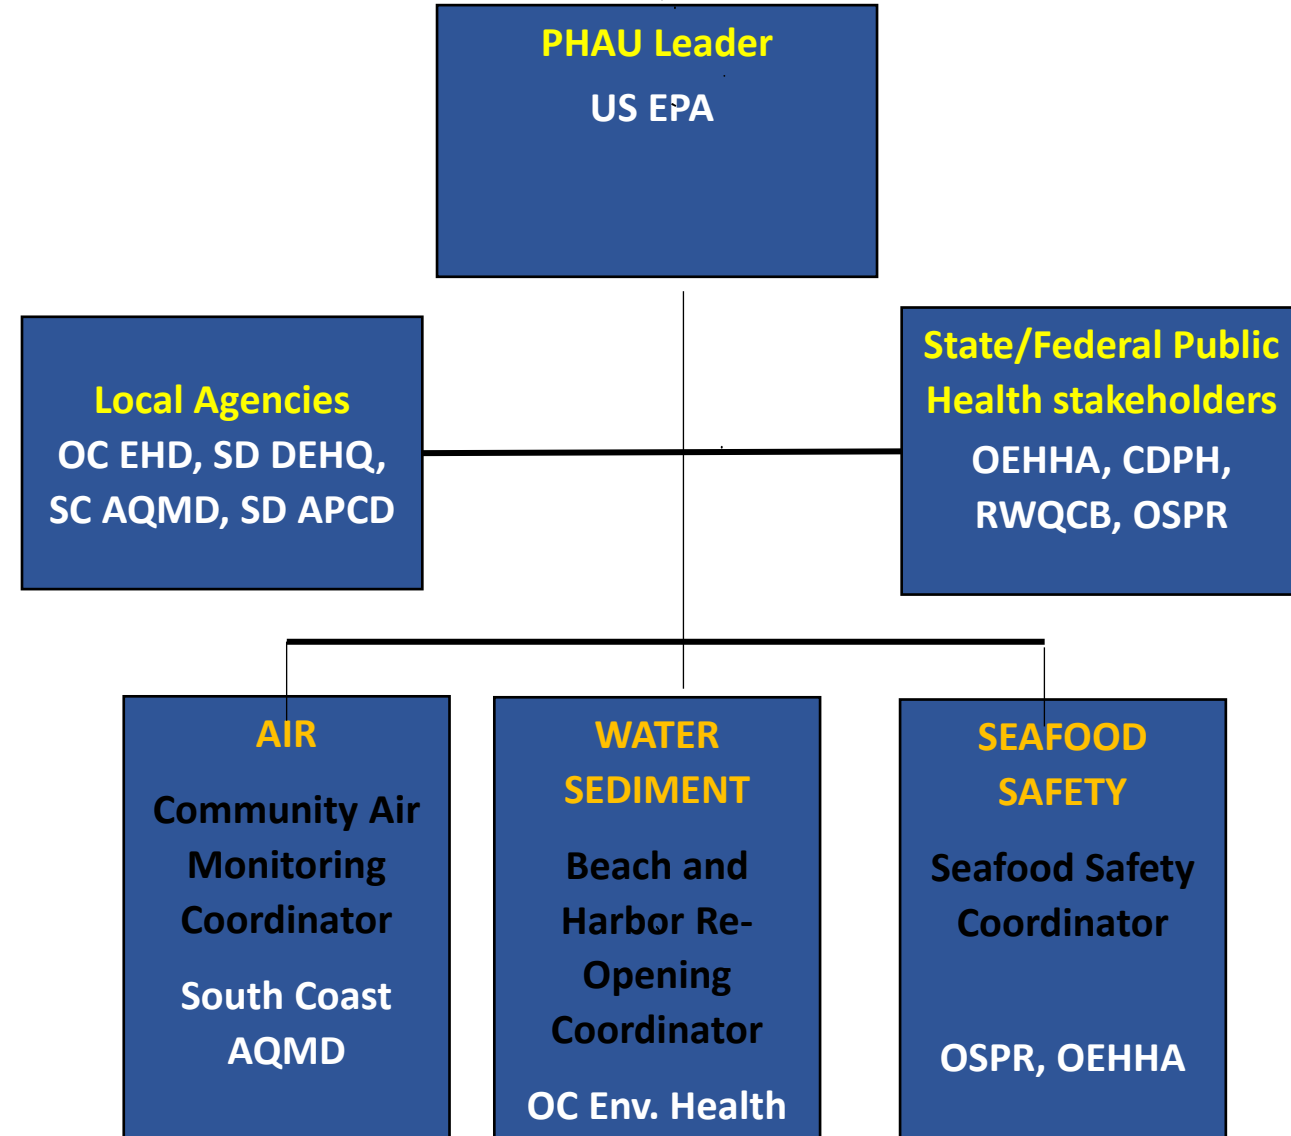 PHAU Leader
US EPA
Local Agencies
OC EHD, SD DEHQ,
SC AQMD, SD APCD
State/Federal Public
Health stakeholders
OEHHA, CDPH,
RWQCB, OSPR
AIR
Community Air
Monitoring
Coordinator
South Coast
AQMD
WATER
SEDIMENT
Beach and
Harbor Re-
Opening
Coordinator
OC Env. Health
SEAFOOD
SAFETY
Seafood Safety
Coordinator
OSPR, OEHHA